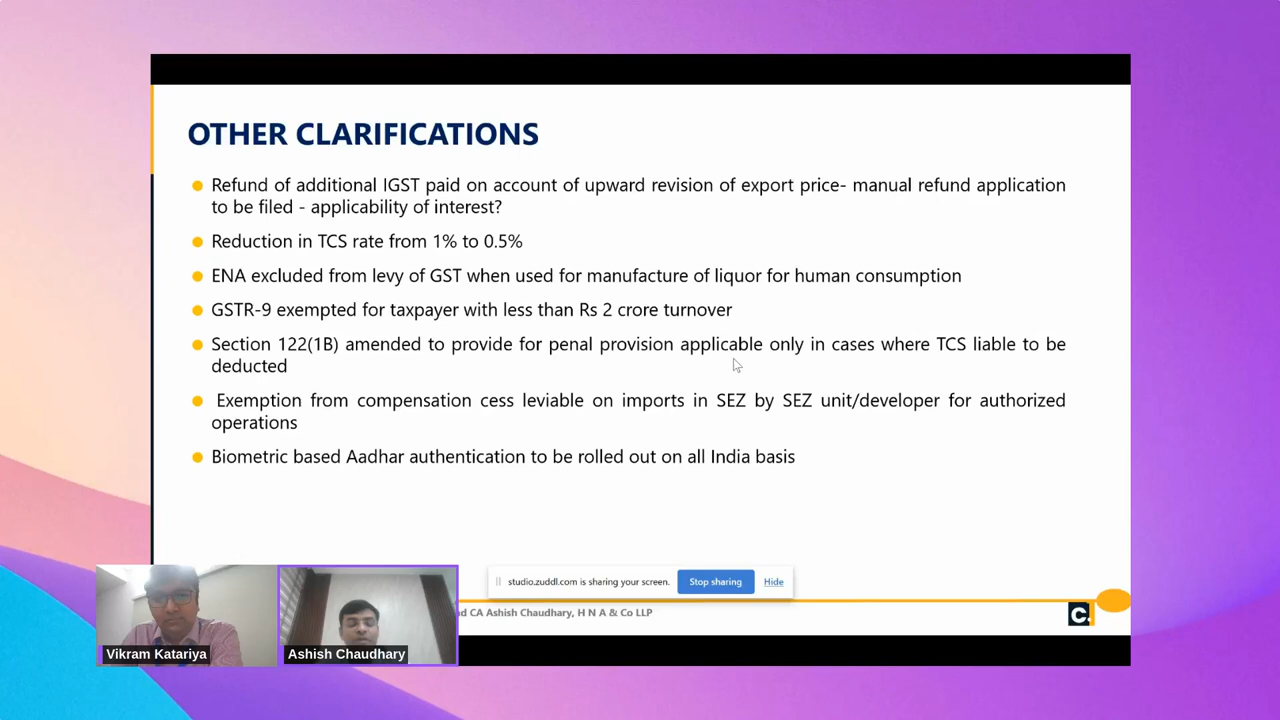 OTHER CLARIFICATIONS
Refund of additional IGST paid on account of upward revision of export price- manual refund application
to be filed - applicability of interest?
Reduction in TCS rate from 1% to 0.5%
ENA excluded from levy of GST when used for manufacture of liquor for human consumption
GSTR-9 exempted for taxpayer with less than Rs 2 crore turnover
Section 122(1B) amended to provide for penal provision applicable only in cases where TCS liable to be
deducted
Exemption from compensation cess leviable on imports in SEZ by SEZ unit/developer for authorized
operations
Biometric based Aadhar authentication to be rolled out on all India basis
studio.zuddl.com is sharing your screen. Stop sharing Hide
CA Ashish Chaudhary, H N A & Co LLP
C.
Vikram Katariya
Ashish Chaudhary